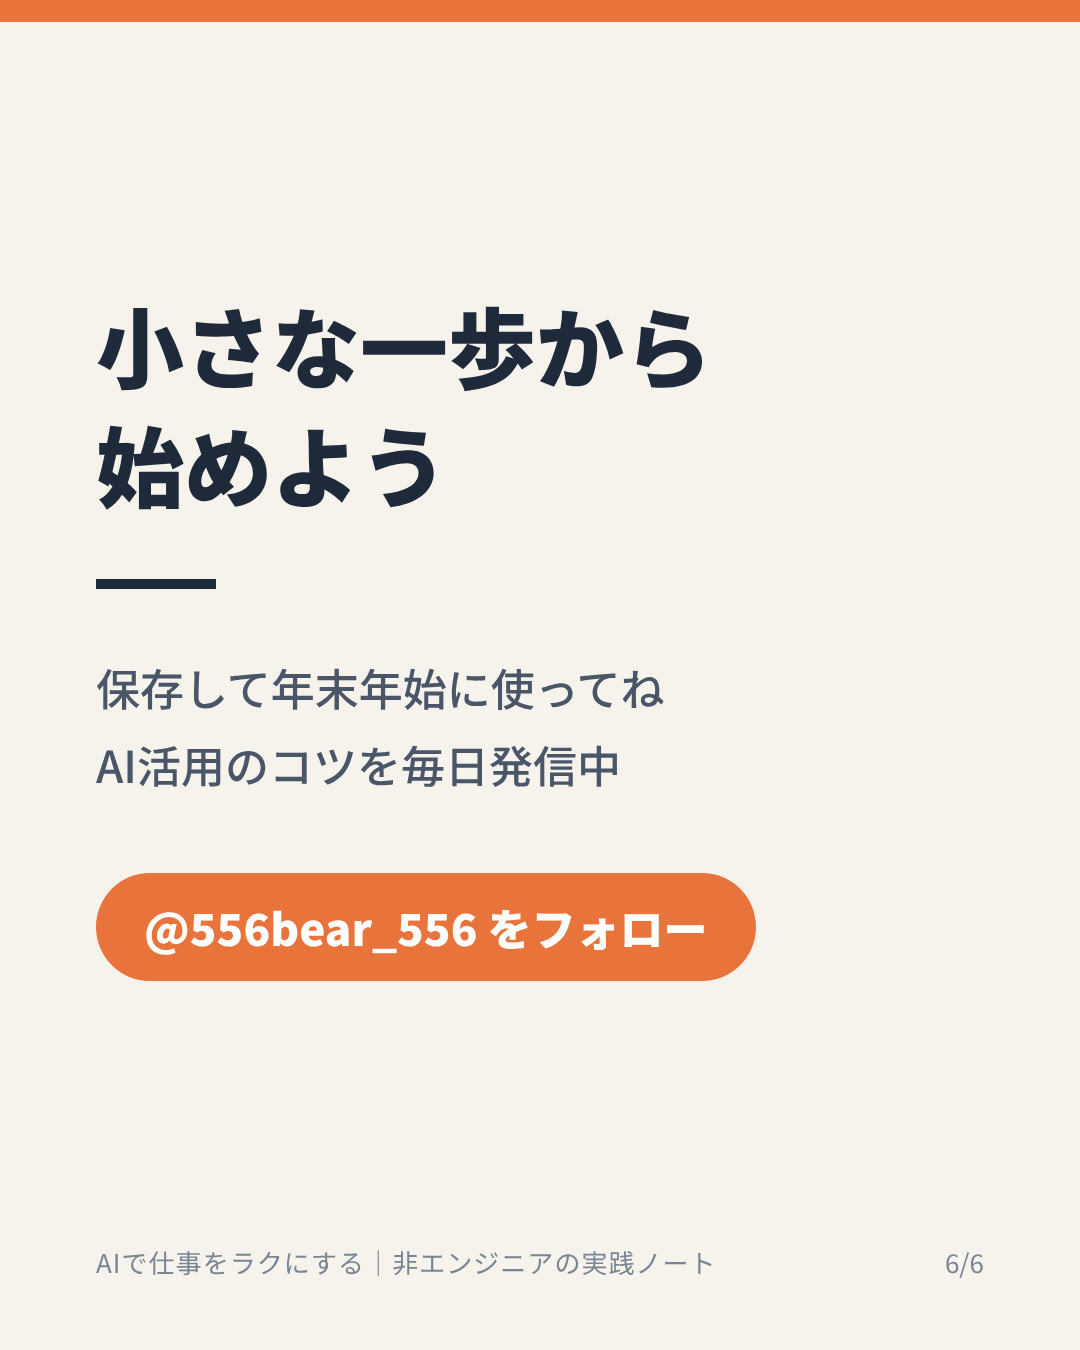 小さな一歩から
始めよう
保存して年末年始に使ってね
AI活用のコツを毎日発信中
@556bear_556 をフォロー
AIで仕事をラクにする｜非エンジニアの実践ノート
6/6